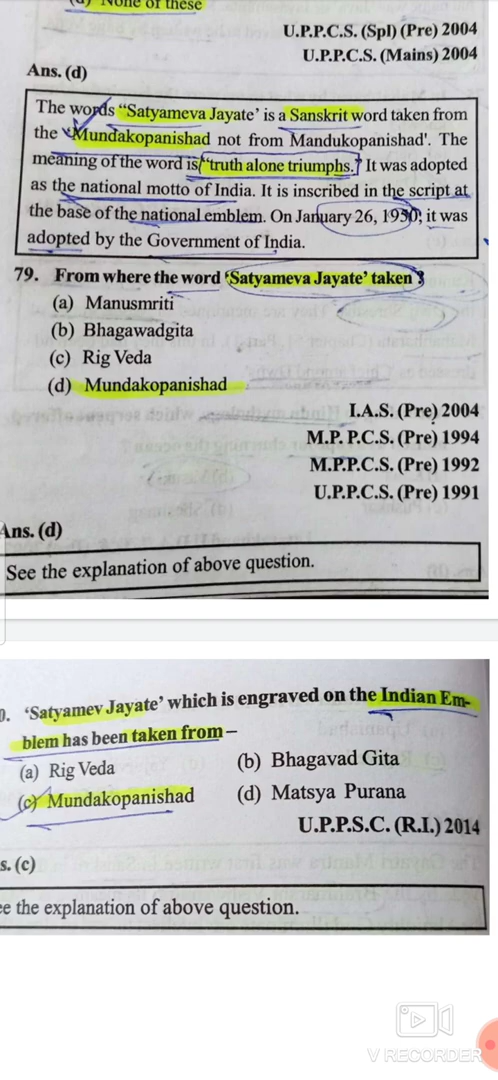 None of these
U.P.P.C.S. (Spl) (Pre) 2004
U.P.P.C.S. (Mains) 2004
Ans. (d)
The words “Satyameva Jayate’ is a Sanskrit word taken from
the ‘Mundakopanishad not from Mandukopanishad'. The
meaning of the word is “truth alone triumphs.” It was adopted
as the national motto of India. It is inscribed in the script at
the base of the national emblem. On January 26, 1950; it was
adopted by the Government of India.
79. From where the word ‘Satyameva Jayate’ taken?
(a) Manusmriti
(b) Bhagawadgita
(c) Rig Veda
(d) Mundakopanishad
I.A.S. (Pre) 2004
M.P. P.C.S. (Pre) 1994
M.P.P.C.S. (Pre) 1992
U.P.P.C.S. (Pre) 1991
Ans. (d)
See the explanation of above question.
0. ‘Satyamev Jayate’ which is engraved on the Indian Em-
blem has been taken from –
(a) Rig Veda (b) Bhagavad Gita
(c) Mundakopanishad (d) Matsya Purana
U.P.P.S.C. (R.I.) 2014
s. (c)
ee the explanation of above question.
V RECORDER